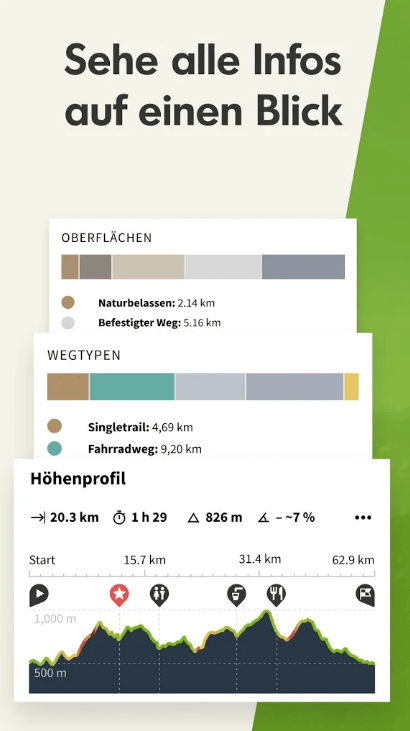 Sehe alle Infos
auf einen Blick
OBERFLÄCHEN
Naturbelassen: 2.14 km
Befestigter Weg: 5.16 km
WEGTYPEN
Singletrail: 4,69 km
Fahrradweg: 9,20 km
Höhenprofil
20.3 km 1 h 29 826 m – ~7 %
Start 15.7 km 31.4 km 62.9 km
1,000 m
500 m